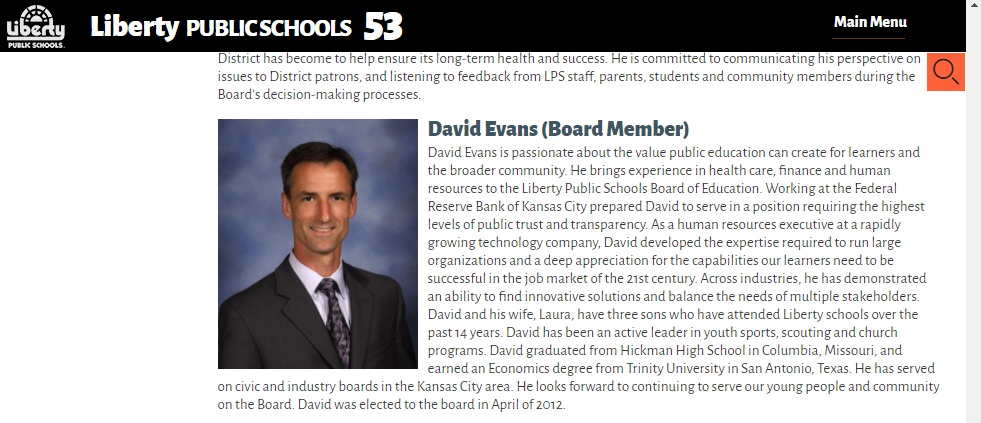 Liberty
PUBLIC SCHOOLS
Liberty PUBLIC SCHOOLS 53
Main Menu
District has become to help ensure its long-term health and success. He is committed to communicating his perspective on
issues to District patrons, and listening to feedback from LPS staff, parents, students and community members during the
Board's decision-making processes.
David Evans (Board Member)
David Evans is passionate about the value public education can create for learners and
the broader community. He brings experience in health care, finance and human
resources to the Liberty Public Schools Board of Education. Working at the Federal
Reserve Bank of Kansas City prepared David to serve in a position requiring the highest
levels of public trust and transparency. As a human resources executive at a rapidly
growing technology company, David developed the expertise required to run large
organizations and a deep appreciation for the capabilities our learners need to be
successful in the job market of the 21st century. Across industries, he has demonstrated
an ability to find innovative solutions and balance the needs of multiple stakeholders.
David and his wife, Laura, have three sons who have attended Liberty schools over the
past 14 years. David has been an active leader in youth sports, scouting and church
programs. David graduated from Hickman High School in Columbia, Missouri, and
earned an Economics degree from Trinity University in San Antonio, Texas. He has served
on civic and industry boards in the Kansas City area. He looks forward to continuing to serve our young people and community
on the Board. David was elected to the board in April of 2012.